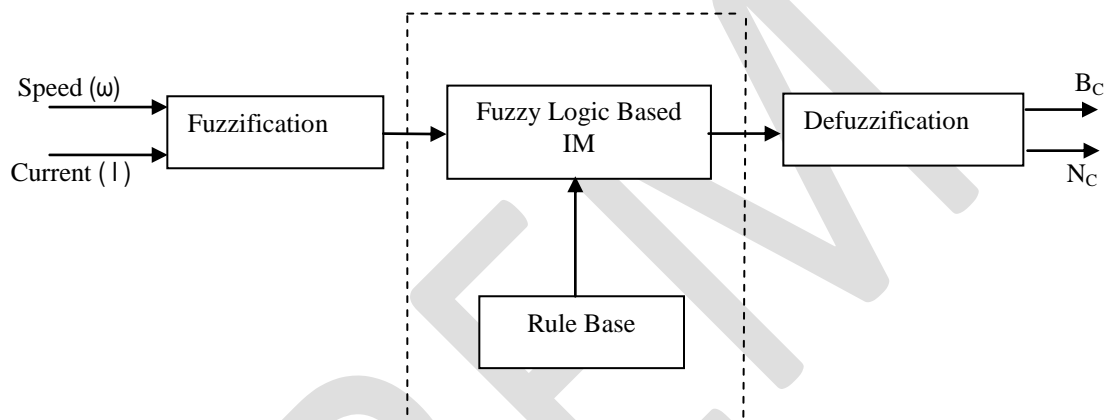 Speed (ω)
Current ( I )
Fuzzification
Fuzzy Logic Based
IM
Rule Base
Defuzzification
B_C
N_C